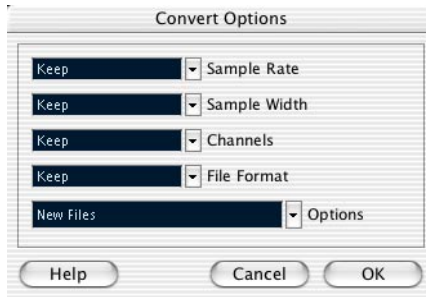 Convert Options
Keep Sample Rate
Keep Sample Width
Keep Channels
Keep File Format
New Files Options
Help Cancel OK